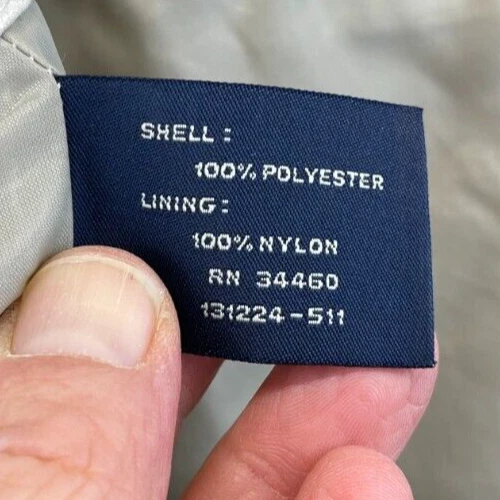 SHELL:
100% POLYESTER
LINING:
100% NYLON
RN 34460
131224-511